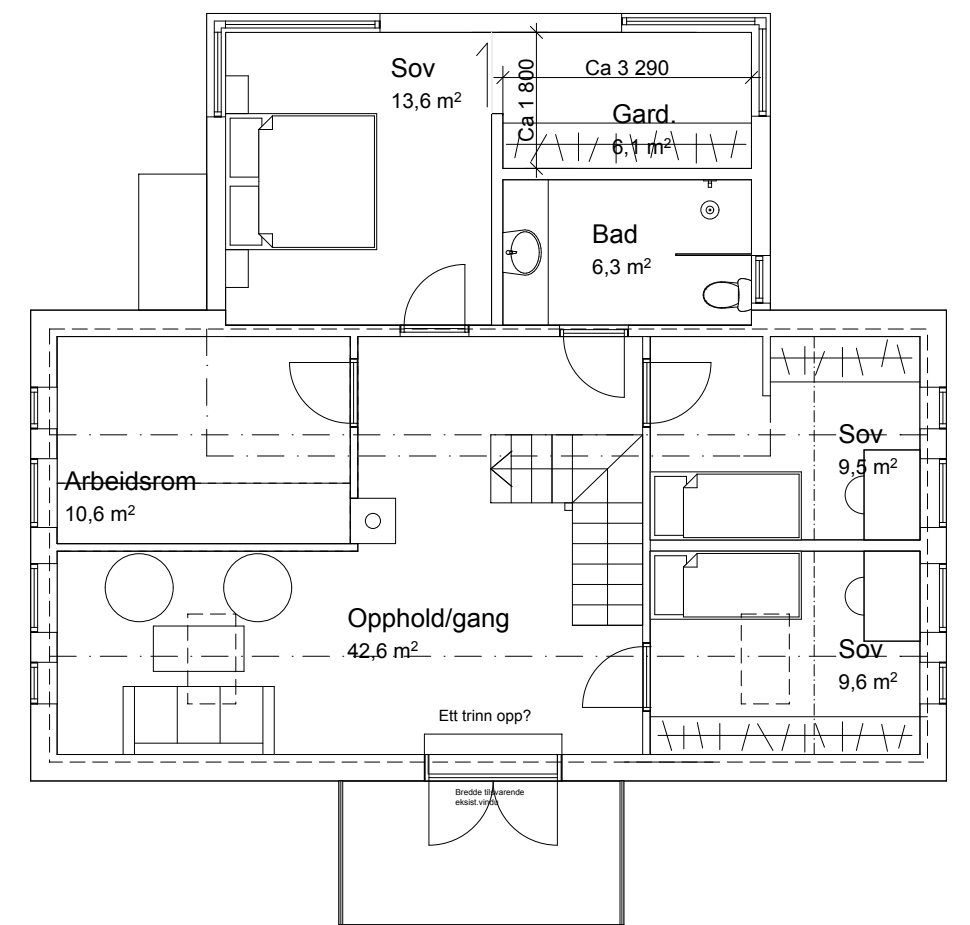 Sov
13,6 m²
Ca 1 800
Ca 3 290
Gard.
6,1 m²
Bad
6,3 m²
Arbeidsrom
10,6 m²
Sov
9,5 m²
Opphold/gang
42,6 m²
Sov
9,6 m²
Ett trinn opp?
Bredde tilsvarende
eksist.vindu